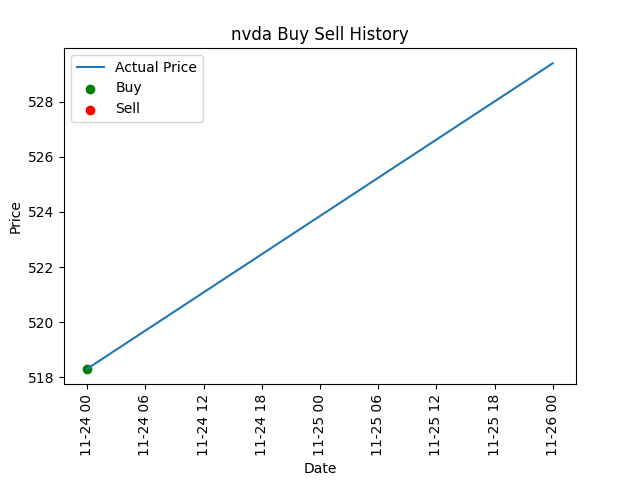 nvda Buy Sell History
Actual Price
Buy
Sell
Price
528
526
524
522
520
518
11-24 00
11-24 06
11-24 12
11-24 18
11-25 00
11-25 06
11-25 12
11-25 18
11-26 00
Date